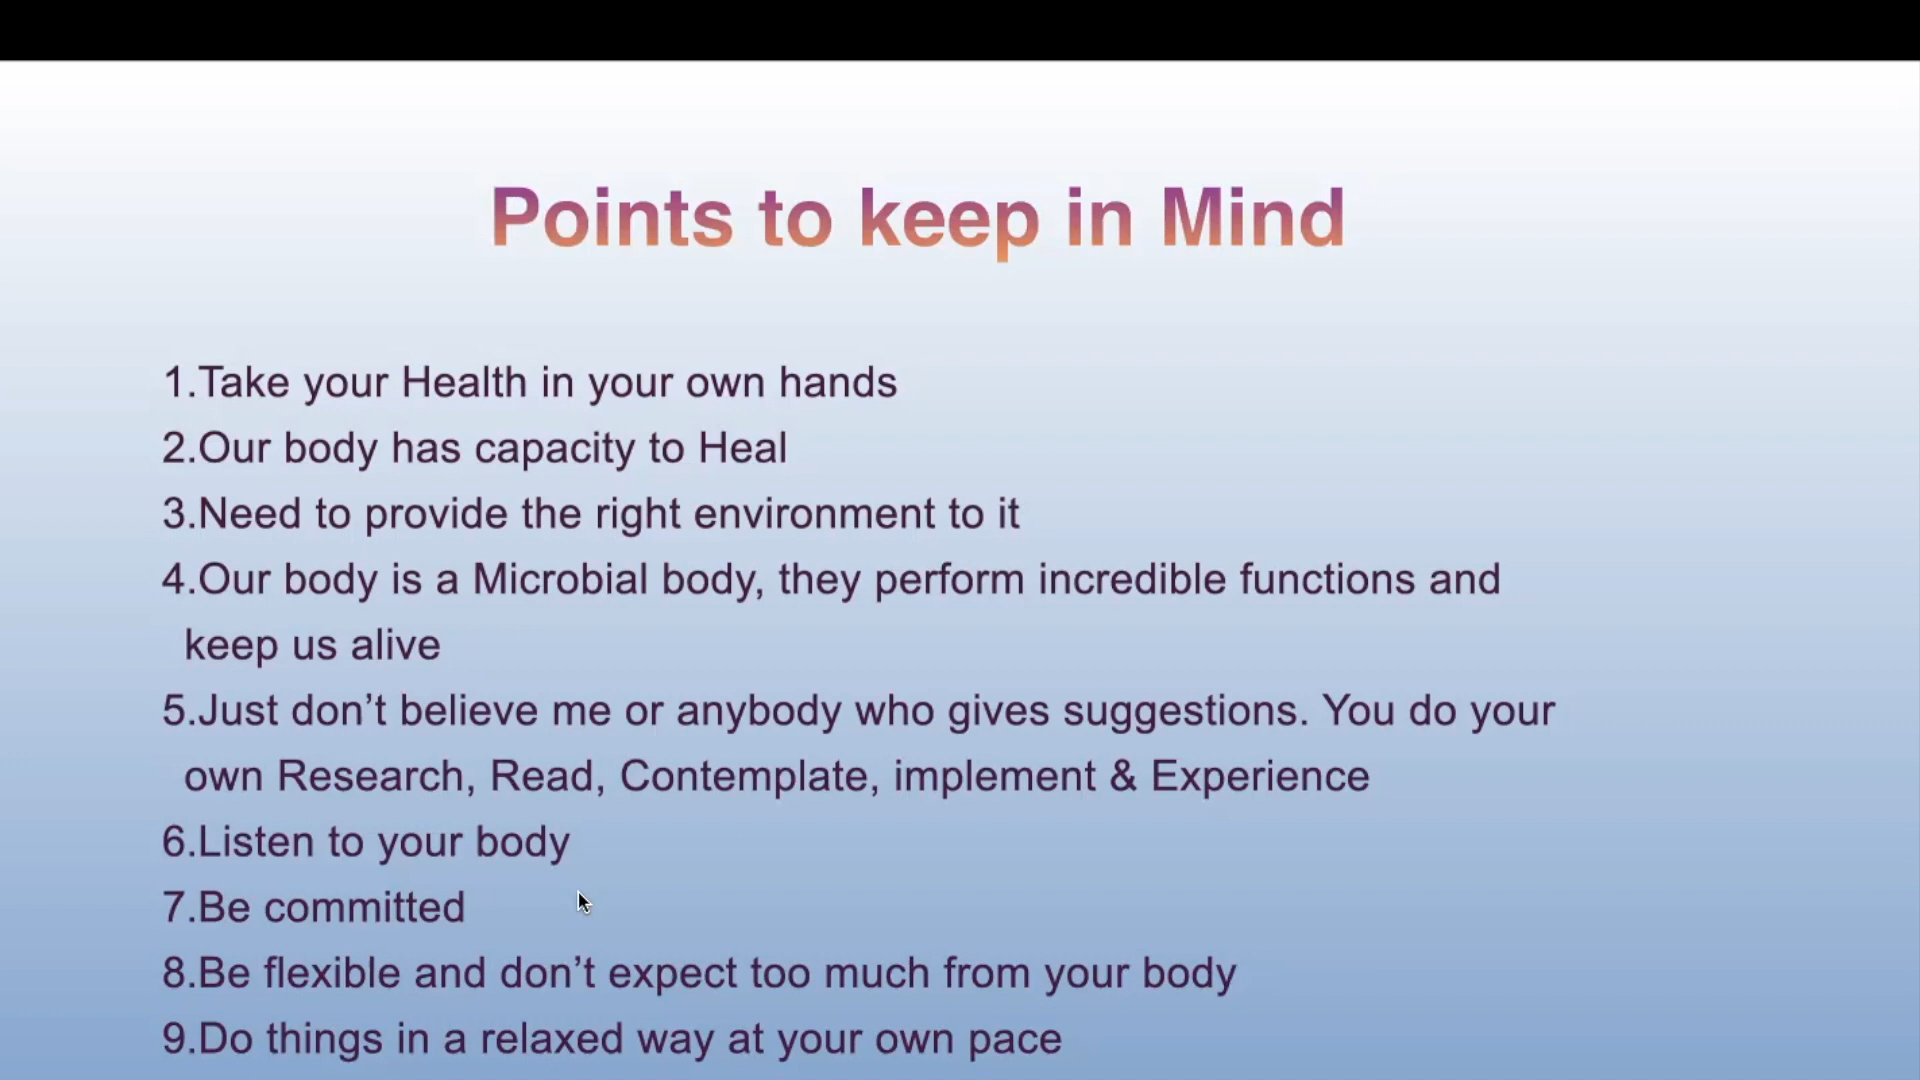 Points to keep in Mind
1.Take your Health in your own hands
2.Our body has capacity to Heal
3.Need to provide the right environment to it
4.Our body is a Microbial body, they perform incredible functions and
keep us alive
5.Just don’t believe me or anybody who gives suggestions. You do your
own Research, Read, Contemplate, implement & Experience
6.Listen to your body
7.Be committed
8.Be flexible and don’t expect too much from your body
9.Do things in a relaxed way at your own pace